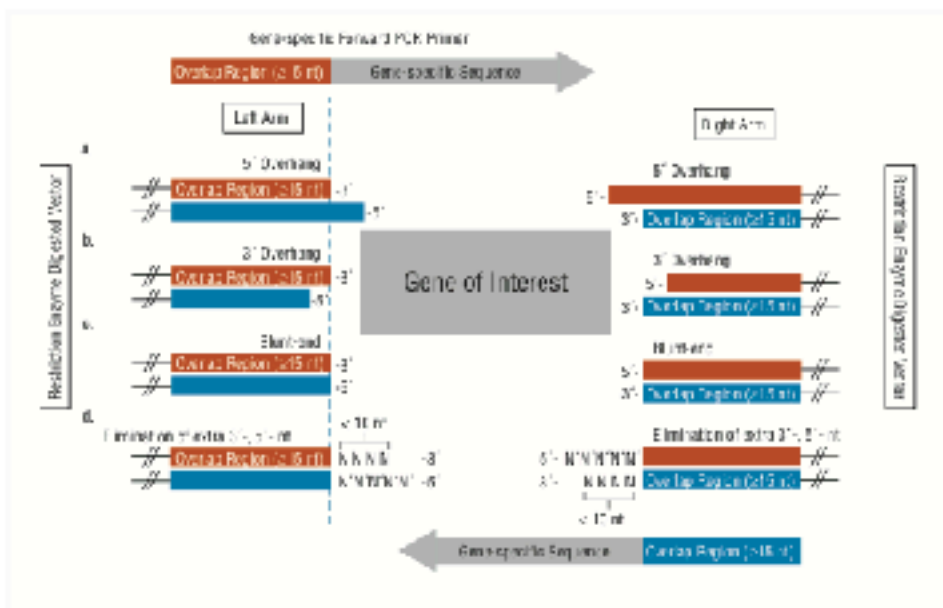 Gene-specific Forward PCR Primer
Overlap Region (≥15 nt) Gene-specific Sequence
Left Arm
Right Arm
a.
5´ Overhang
Overlap Region (≥15 nt) -3´
-5´
5´ Overhang
5´-
3´- Overlap Region (≥15 nt)
Restriction Enzyme Digested Vector
Restriction Enzyme Digested Vector
b.
3´ Overhang
Overlap Region (≥15 nt) -3´
-5´
Gene of Interest
3´ Overhang
5´-
3´- Overlap Region (≥15 nt)
c.
Blunt-end
Overlap Region (≥15 nt) -3´
-5´
Blunt-end
5´-
3´- Overlap Region (≥15 nt)
d.
Elimination of extra 3´-, 5´- nt
< 10 nt
Overlap Region (≥15 nt) N N N N -3´
N´N´N´N´N´ -5´
Elimination of extra 3´-, 5´- nt
5´- N´N´N´N´N´
3´- N N N N Overlap Region (≥15 nt)
< 10 nt
Gene-specific Sequence Overlap Region (≥15 nt)